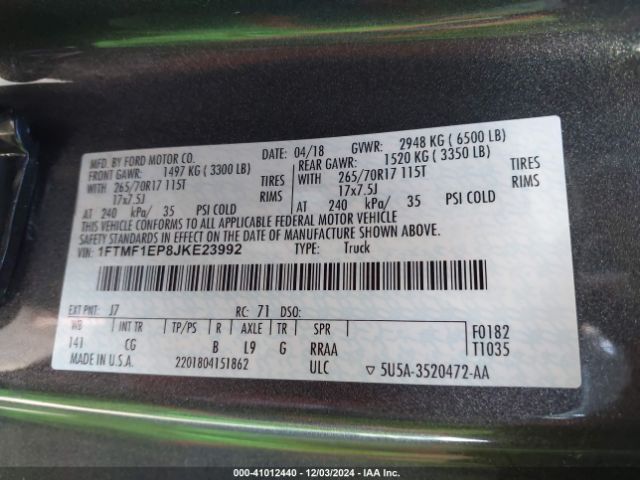 MFD. BY FORD MOTOR CO.
DATE: 04/18 GVWR: 2948 KG ( 6500 LB)
FRONT GAWR: 1497 KG ( 3300 LB) REAR GAWR: 1520 KG ( 3350 LB)
WITH 265/70R17 115T TIRES WITH 265/70R17 115T TIRES
17x7.5J RIMS 17x7.5J RIMS
AT 240 kPa/ 35 PSI COLD AT 240 kPa/ 35 PSI COLD
THIS VEHICLE CONFORMS TO ALL APPLICABLE FEDERAL MOTOR VEHICLE
SAFETY STANDARDS IN EFFECT ON THE DATE OF MANUFACTURE SHOWN ABOVE.
VIN: 1FTMF1EP8JKE23992 TYPE: Truck
EXT PNT: J7 RC: 71 DSO:
WB INT TR TP/PS R AXLE TR SPR F0182
141 CG B L9 G RRAA T1035
MADE IN U.S.A. 2201804151862 ULC ▽ 5U5A-3520472-AA
000-41012440 - 12/03/2024 - IAA Inc.